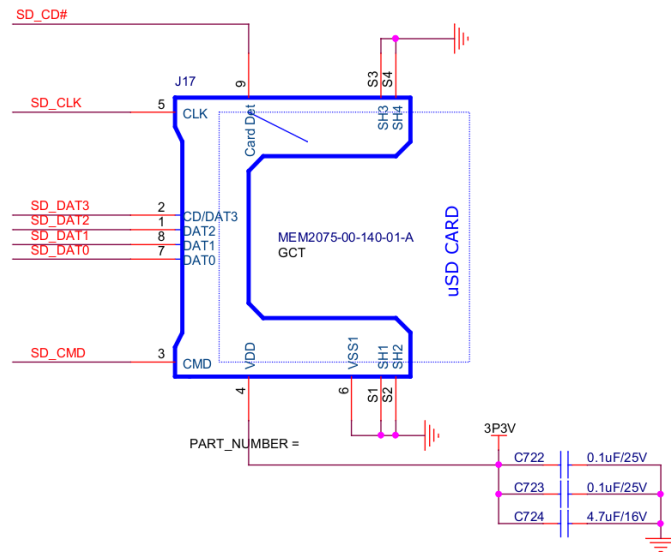 SD_CD#
J17
9
S3
S4
SD_CLK
5
CLK
Card Det
SH3
SH4
SD_DAT3
2
CD/DAT3
SD_DAT2
1
DAT2
SD_DAT1
8
DAT1
SD_DAT0
7
DAT0
MEM2075-00-140-01-A
GCT
uSD CARD
SD_CMD
3
CMD
VDD
VSS1
SH1
SH2
4
6
S1
S2
PART_NUMBER =
3P3V
C722
0.1uF/25V
C723
0.1uF/25V
C724
4.7uF/16V